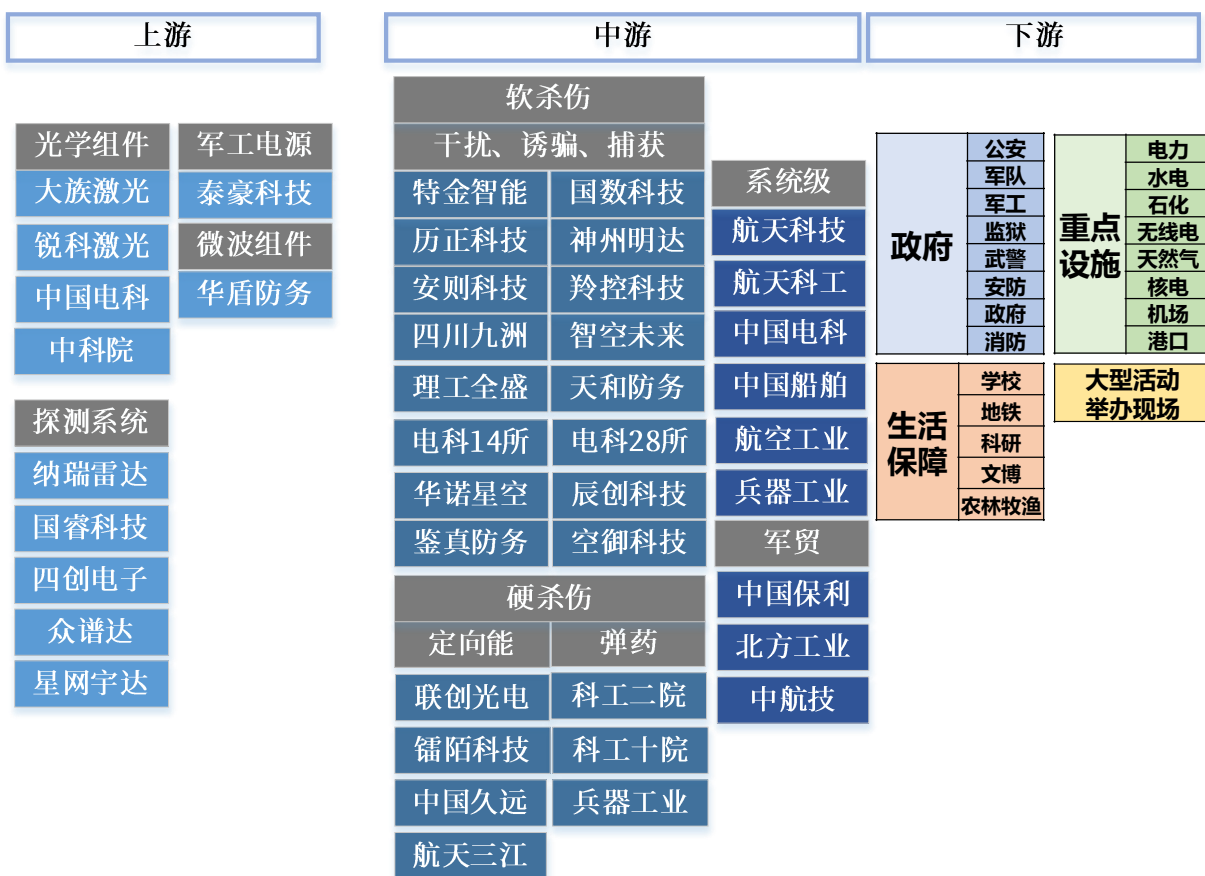 上游
光学组件
大族激光
锐科激光
中国电科
中科院
军工电源
泰豪科技
微波组件
华盾防务
探测系统
纳瑞雷达
国睿科技
四创电子
众谱达
星网宇达
中游
软杀伤
干扰、诱骗、捕获
特金智能 国数科技
历正科技 神州明达
安则科技 羚控科技
四川九洲 智空未来
理工全盛 天和防务
电科14所 电科28所
华诺星空 辰创科技
鉴真防务 空御科技
硬杀伤
定向能 弹药
联创光电 科工二院
镭陌科技 科工十院
中国久远 兵器工业
航天三江
系统级
航天科技
航天科工
中国电科
中国船舶
航空工业
兵器工业
军贸
中国保利
北方工业
中航技
下游
政府
公安
军队
军工
监狱
武警
安防
政府
消防
重点
设施
电力
水电
石化
无线电
天然气
核电
机场
港口
生活
保障
学校
地铁
科研
文博
农林牧渔
大型活动
举办现场